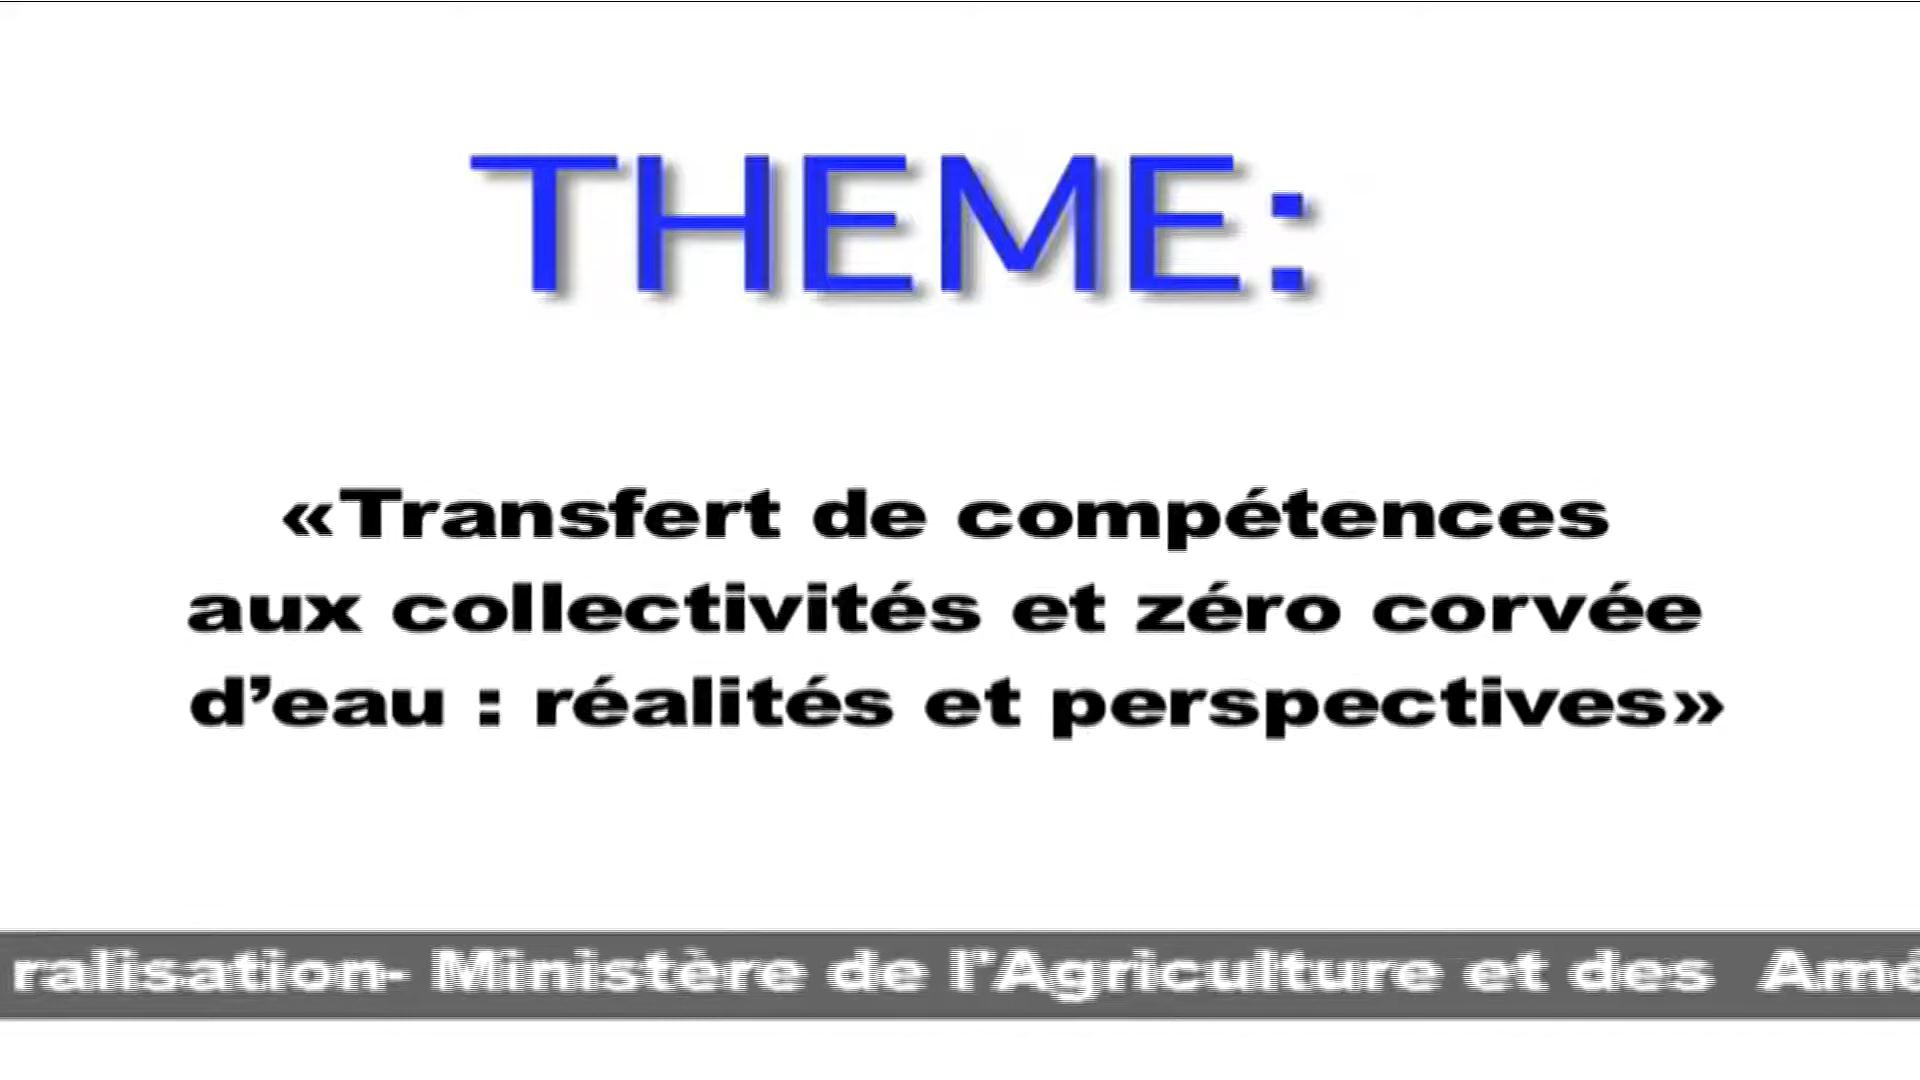 THEME:
«Transfert de compétences
aux collectivités et zéro corvée
d’eau : réalités et perspectives»
ralisation- Ministère de l'Agriculture et des Amé